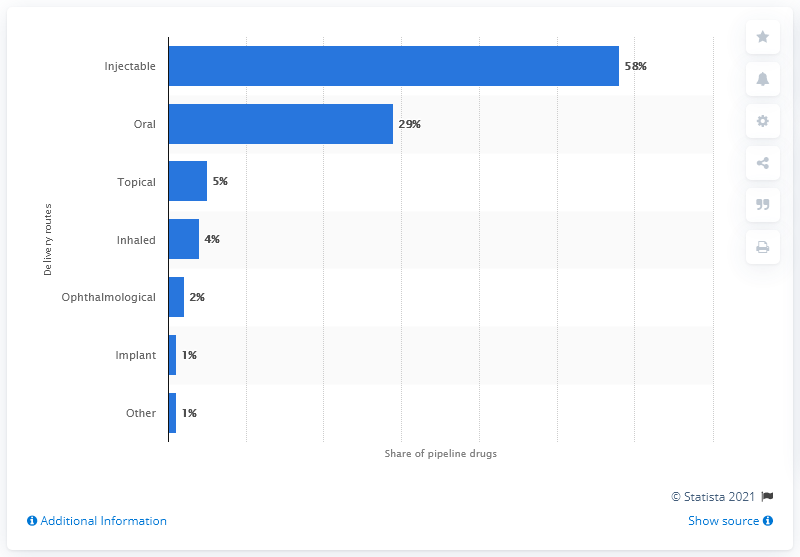 Delivery routes
Injectable 58%
Oral 29%
Topical 5%
Inhaled 4%
Ophthalmological 2%
Implant 1%
Other 1%
Share of pipeline drugs
© Statista 2021
Additional Information
Show source